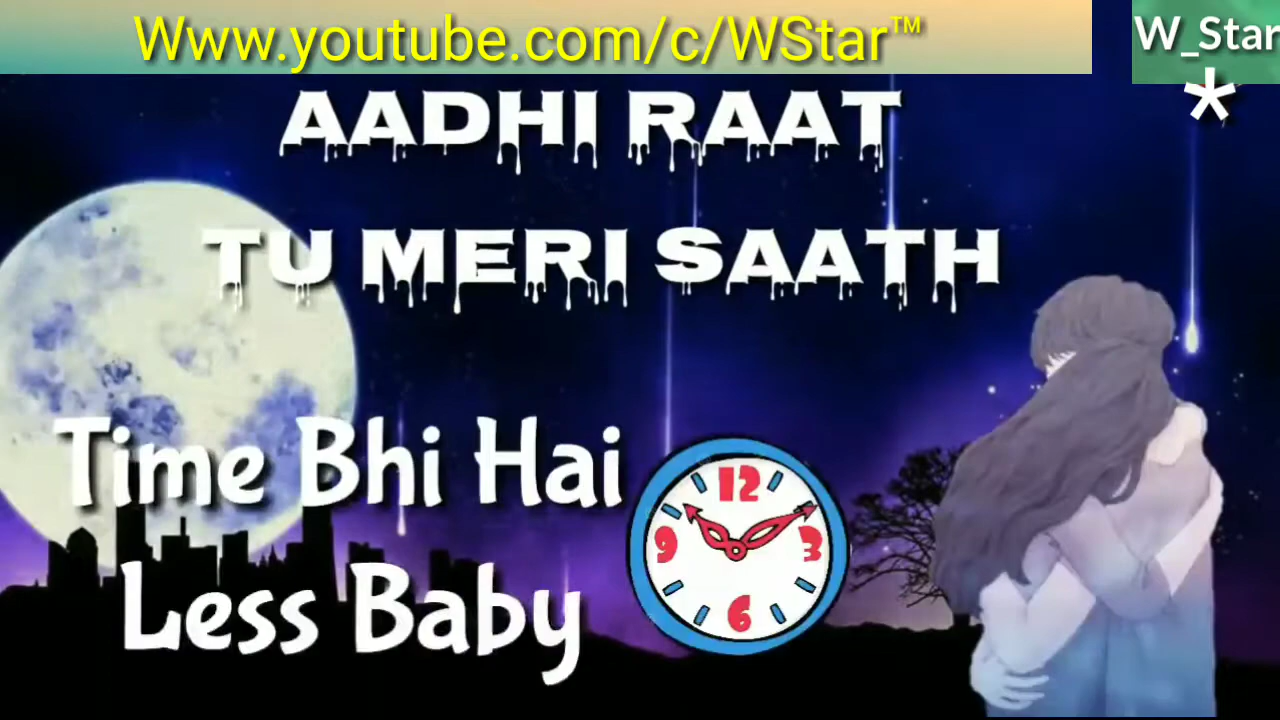 Www.youtube.com/c/WStar™
W_Star
*
AADHI RAAT
TU MERI SAATH
Time Bhi Hai
Less Baby
12
9
3
6